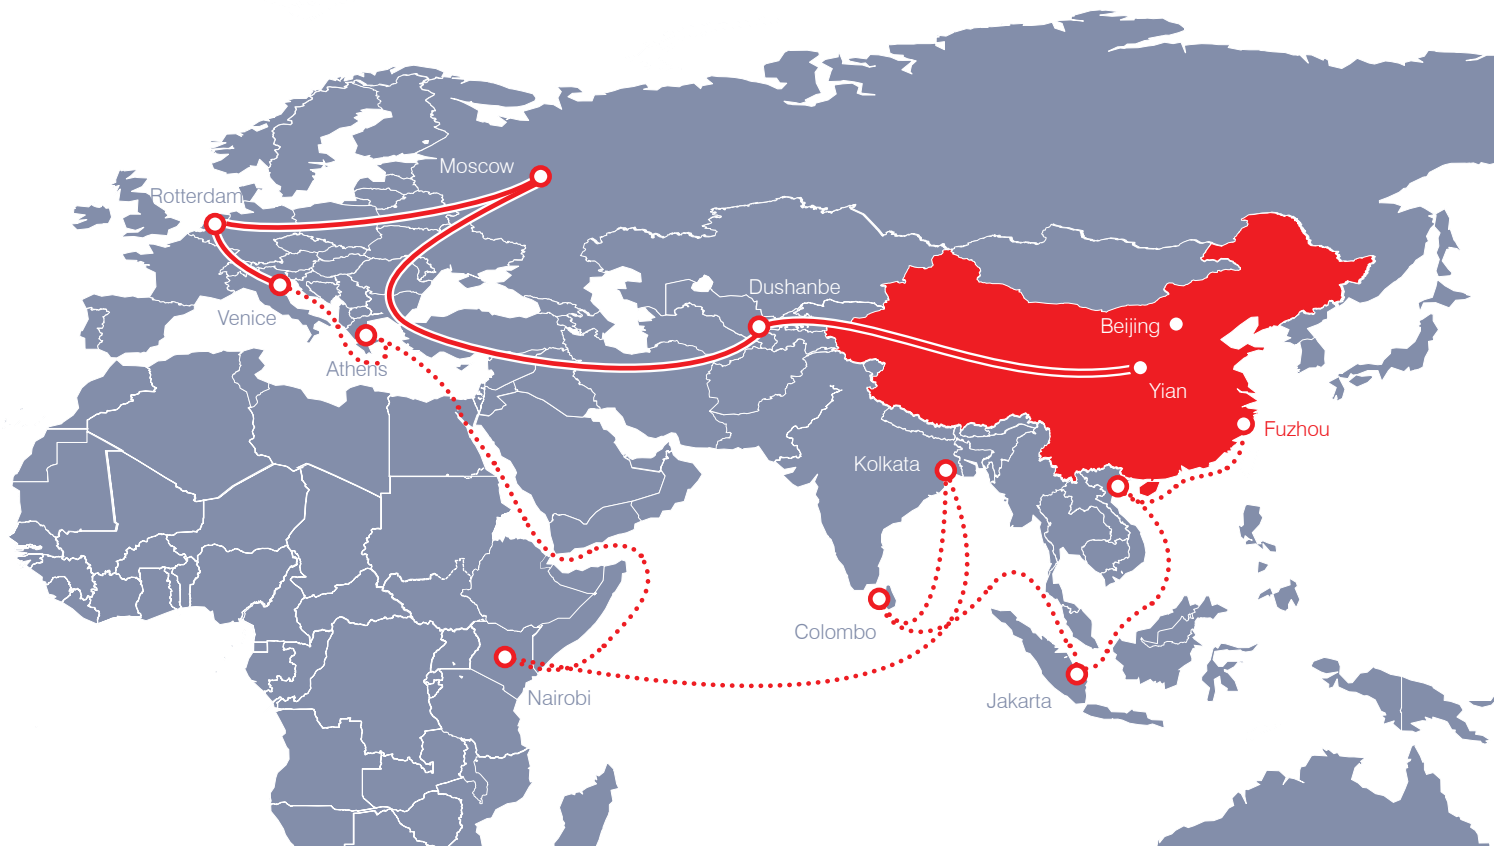 Moscow
Rotterdam
Dushanbe
Venice
Beijing
Athens
Yian
Fuzhou
Kolkata
Colombo
Nairobi
Jakarta